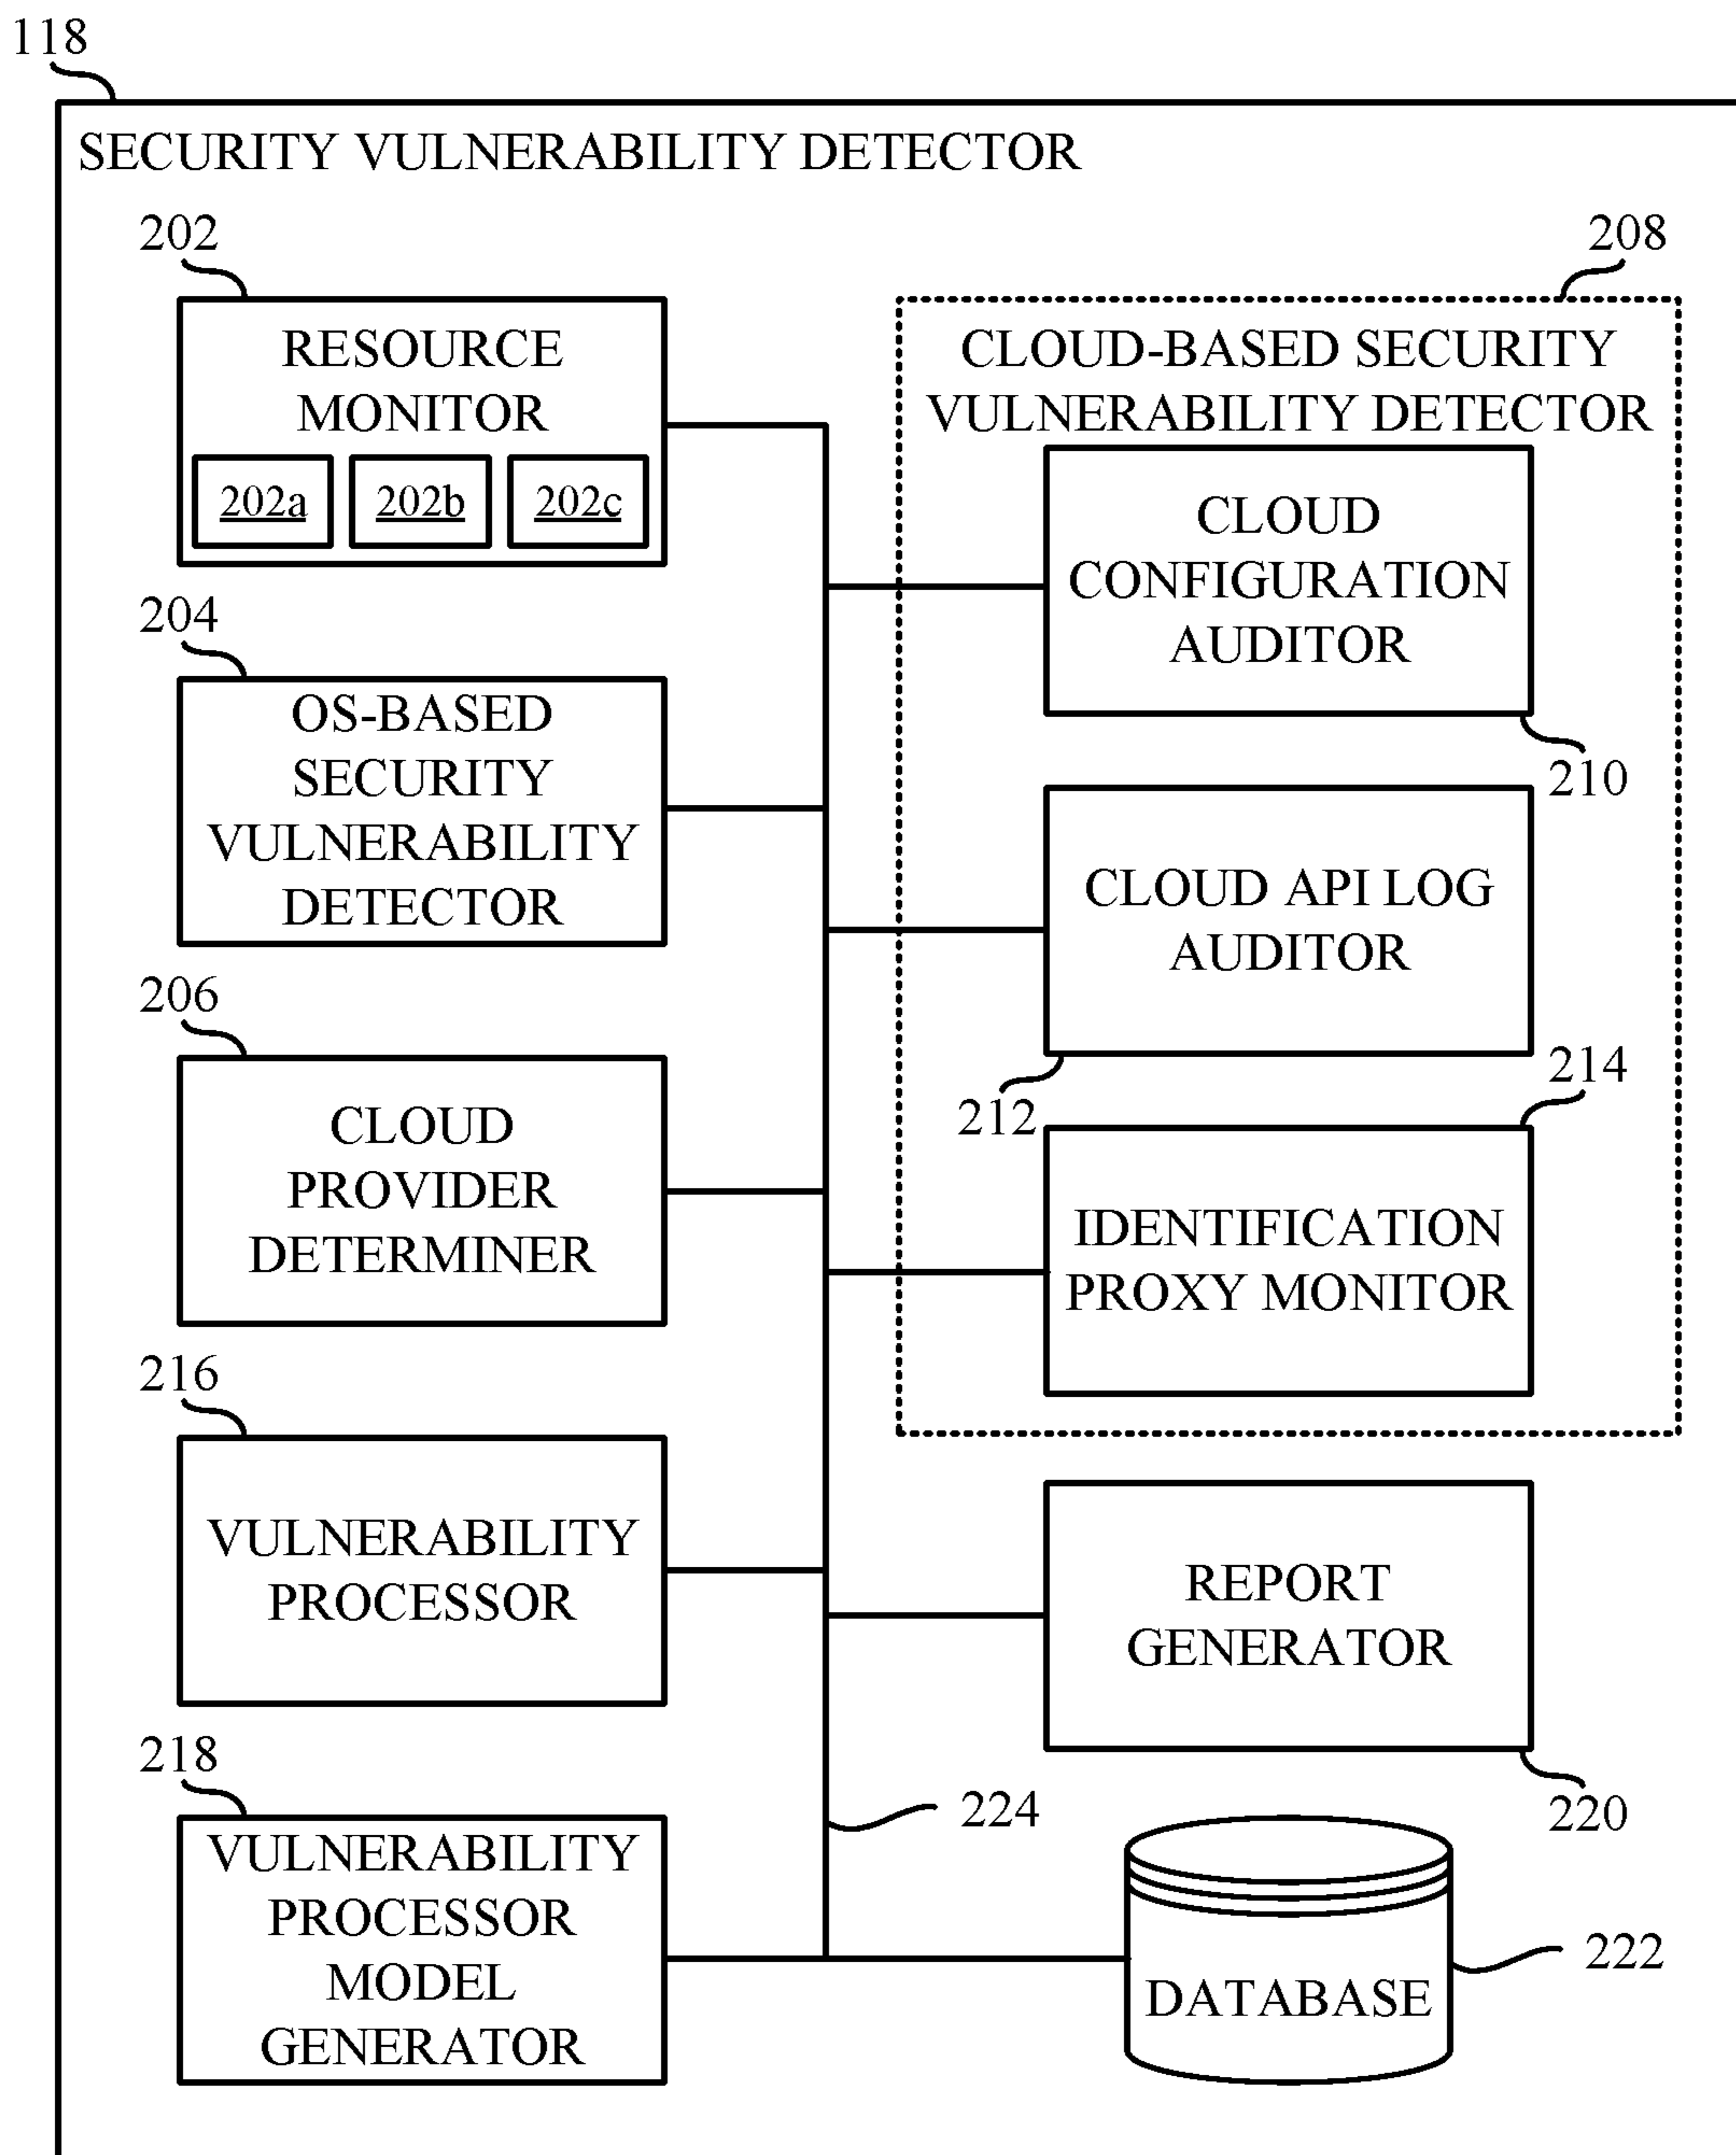 118
SECURITY VULNERABILITY DETECTOR
202
RESOURCE
MONITOR
202a
202b
202c
204
OS-BASED
SECURITY
VULNERABILITY
DETECTOR
206
CLOUD
PROVIDER
DETERMINER
216
VULNERABILITY
PROCESSOR
218
VULNERABILITY
PROCESSOR
MODEL
GENERATOR
208
CLOUD-BASED SECURITY
VULNERABILITY DETECTOR
CLOUD
CONFIGURATION
AUDITOR
210
CLOUD API LOG
AUDITOR
212
214
IDENTIFICATION
PROXY MONITOR
REPORT
GENERATOR
220
224
DATABASE
222